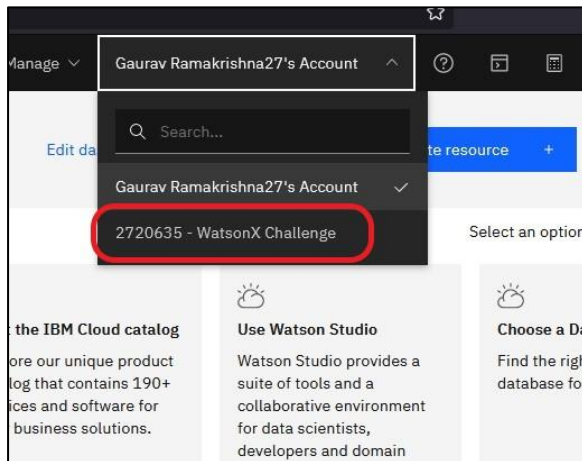 Manage
Gaurav Ramakrishna27's Account
Search...
Edit da
te resource +
Gaurav Ramakrishna27's Account
2720635 - WatsonX Challenge
Select an option
t the IBM Cloud catalog
ore our unique product
log that contains 190+
ices and software for
business solutions.
Use Watson Studio
Watson Studio provides a
suite of tools and a
collaborative environment
for data scientists,
developers and domain
Choose a Da
Find the righ
database fo